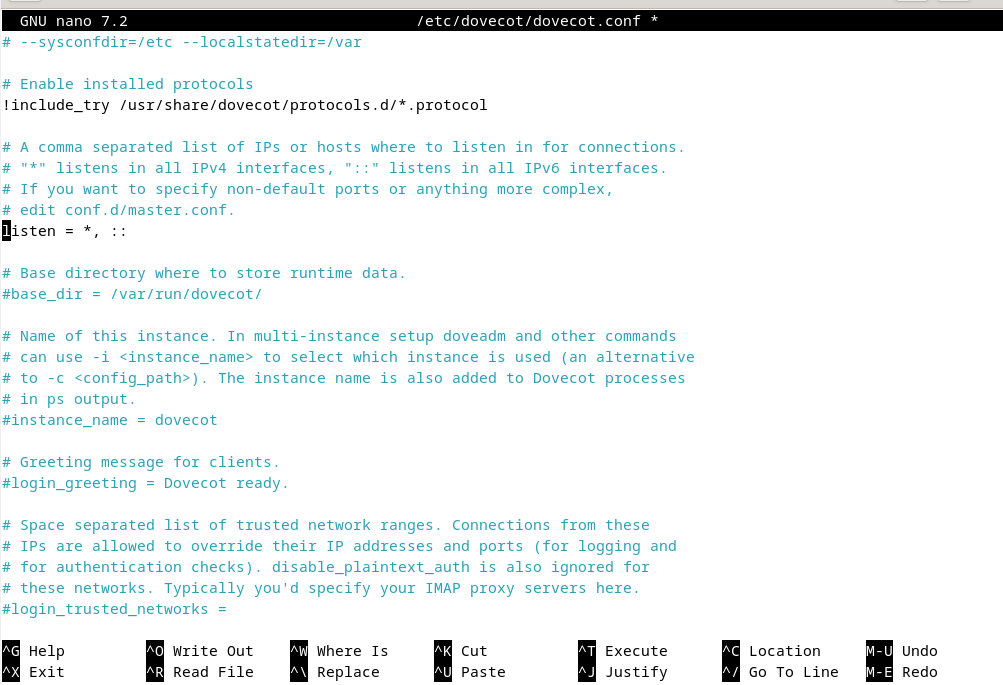 GNU nano 7.2 /etc/dovecot/dovecot.conf *
# --sysconfdir=/etc --localstatedir=/var
# Enable installed protocols
!include_try /usr/share/dovecot/protocols.d/*.protocol
# A comma separated list of IPs or hosts where to listen in for connections.
# "*" listens in all IPv4 interfaces, "::" listens in all IPv6 interfaces.
# If you want to specify non-default ports or anything more complex,
# edit conf.d/master.conf.
listen = *, ::
# Base directory where to store runtime data.
#base_dir = /var/run/dovecot/
# Name of this instance. In multi-instance setup doveadm and other commands
# can use -i <instance_name> to select which instance is used (an alternative
# to -c <config_path>). The instance name is also added to Dovecot processes
# in ps output.
#instance_name = dovecot
# Greeting message for clients.
#login_greeting = Dovecot ready.
# Space separated list of trusted network ranges. Connections from these
# IPs are allowed to override their IP addresses and ports (for logging and
# for authentication checks). disable_plaintext_auth is also ignored for
# these networks. Typically you'd specify your IMAP proxy servers here.
#login_trusted_networks =
^G Help ^O Write Out ^W Where Is ^K Cut ^T Execute ^C Location M-U Undo
^X Exit ^R Read File ^\ Replace ^U Paste ^J Justify ^/ Go To Line M-E Redo